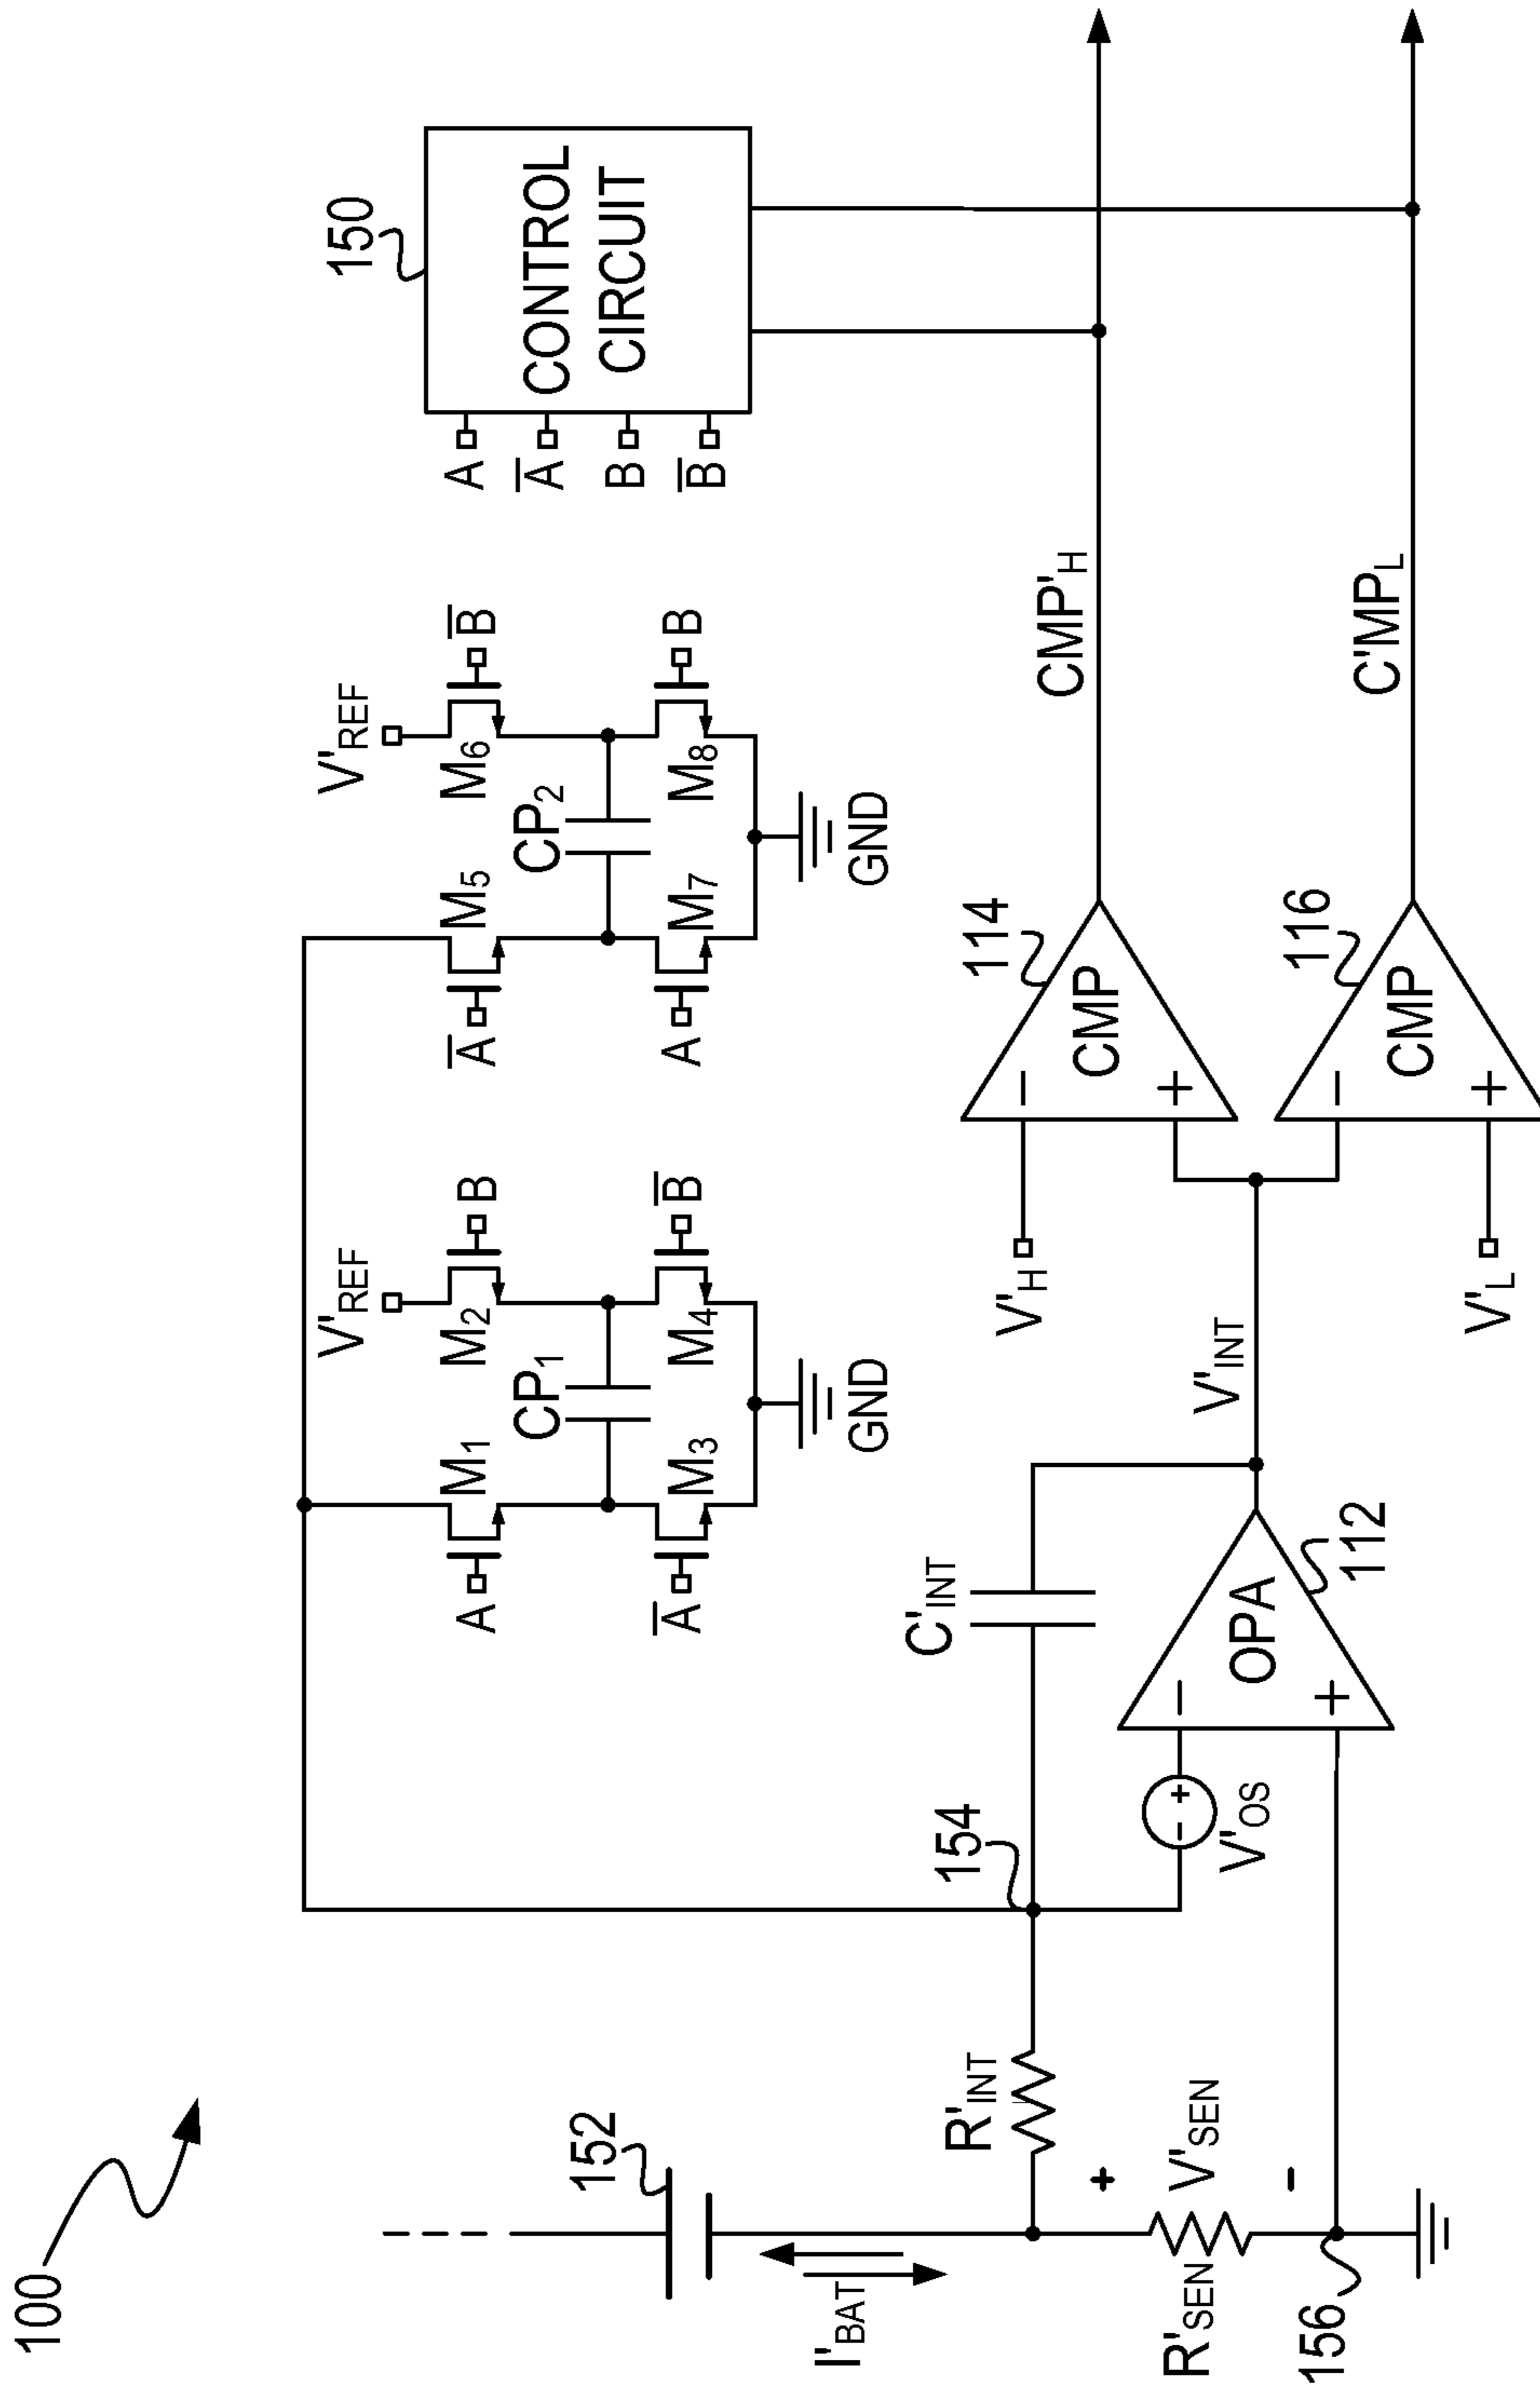 100
150
CONTROL
CIRCUIT
A
A̅
B
B̅
V'REF
V'REF
A
M1
M2
B
CP1
A̅
M3
M4
B̅
GND
A̅
M5
M6
B̅
CP2
A
M7
M8
B
GND
152
I'BAT
R'INT
154
C'INT
+
V'SEN
-
R'SEN
156
- +
V'OS
−
OPA
+
112
V'INT
V'H
−
CMP
+
114
CMP'H
V'L
−
CMP
+
116
C'MPL